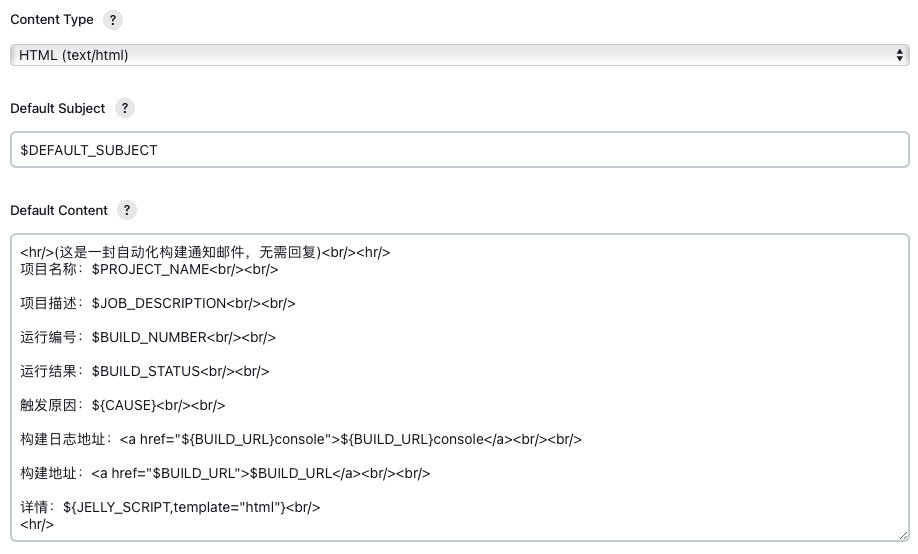 Content Type ?
HTML (text/html)
Default Subject ?
$DEFAULT_SUBJECT
Default Content ?
<hr/>(这是一封自动化构建通知邮件，无需回复)<br/><hr/>
项目名称：$PROJECT_NAME<br/><br/>
项目描述：$JOB_DESCRIPTION<br/><br/>
运行编号：$BUILD_NUMBER<br/><br/>
运行结果：$BUILD_STATUS<br/><br/>
触发原因：${CAUSE}<br/><br/>
构建日志地址：<a href="${BUILD_URL}console">${BUILD_URL}console</a><br/><br/>
构建地址：<a href="$BUILD_URL">$BUILD_URL</a><br/><br/>
详情：${JELLY_SCRIPT,template="html"}<br/>
<hr/>